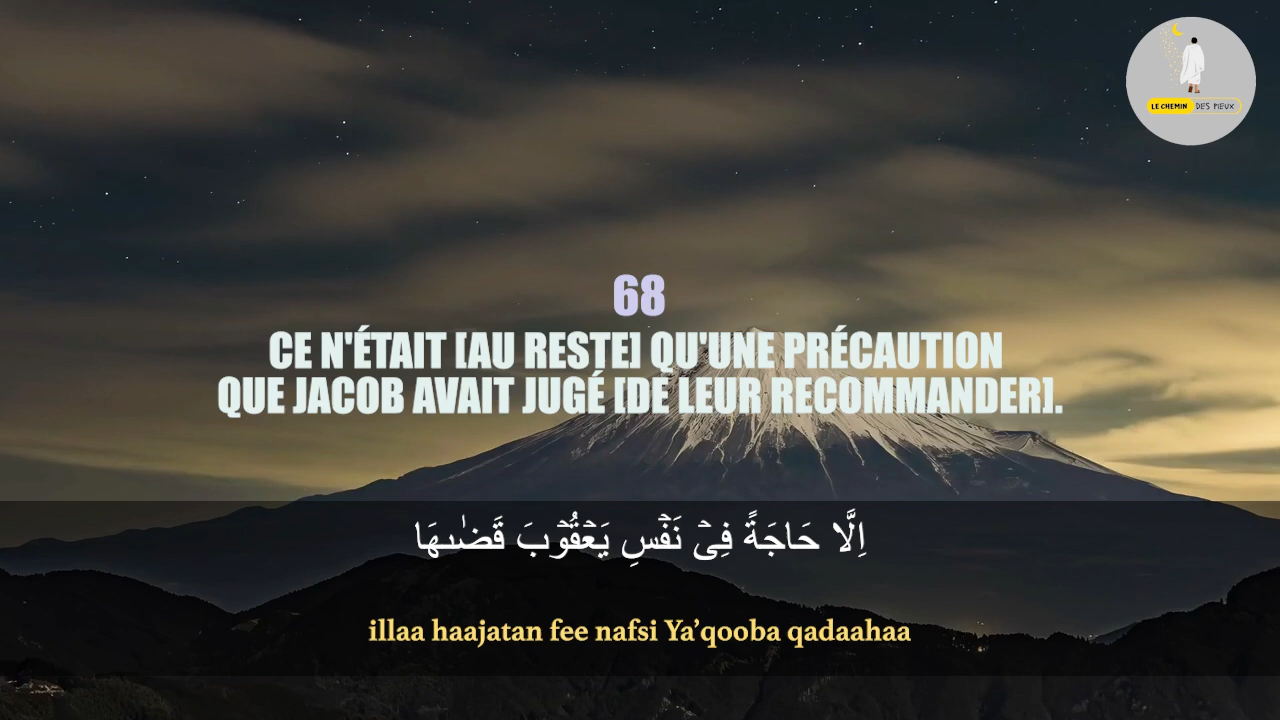 LE CHEMIN DES PIEUX
68
CE N'ÉTAIT [AU RESTE] QU'UNE PRÉCAUTION
QUE JACOB AVAIT JUGÉ [DE LEUR RECOMMANDER].
اِلَّا حَاجَةً فِىۡ نَفۡسِ يَعۡقُوۡبَ قَضٰٮهَا
illaa haajatan fee nafsi Ya’qooba qadaahaa